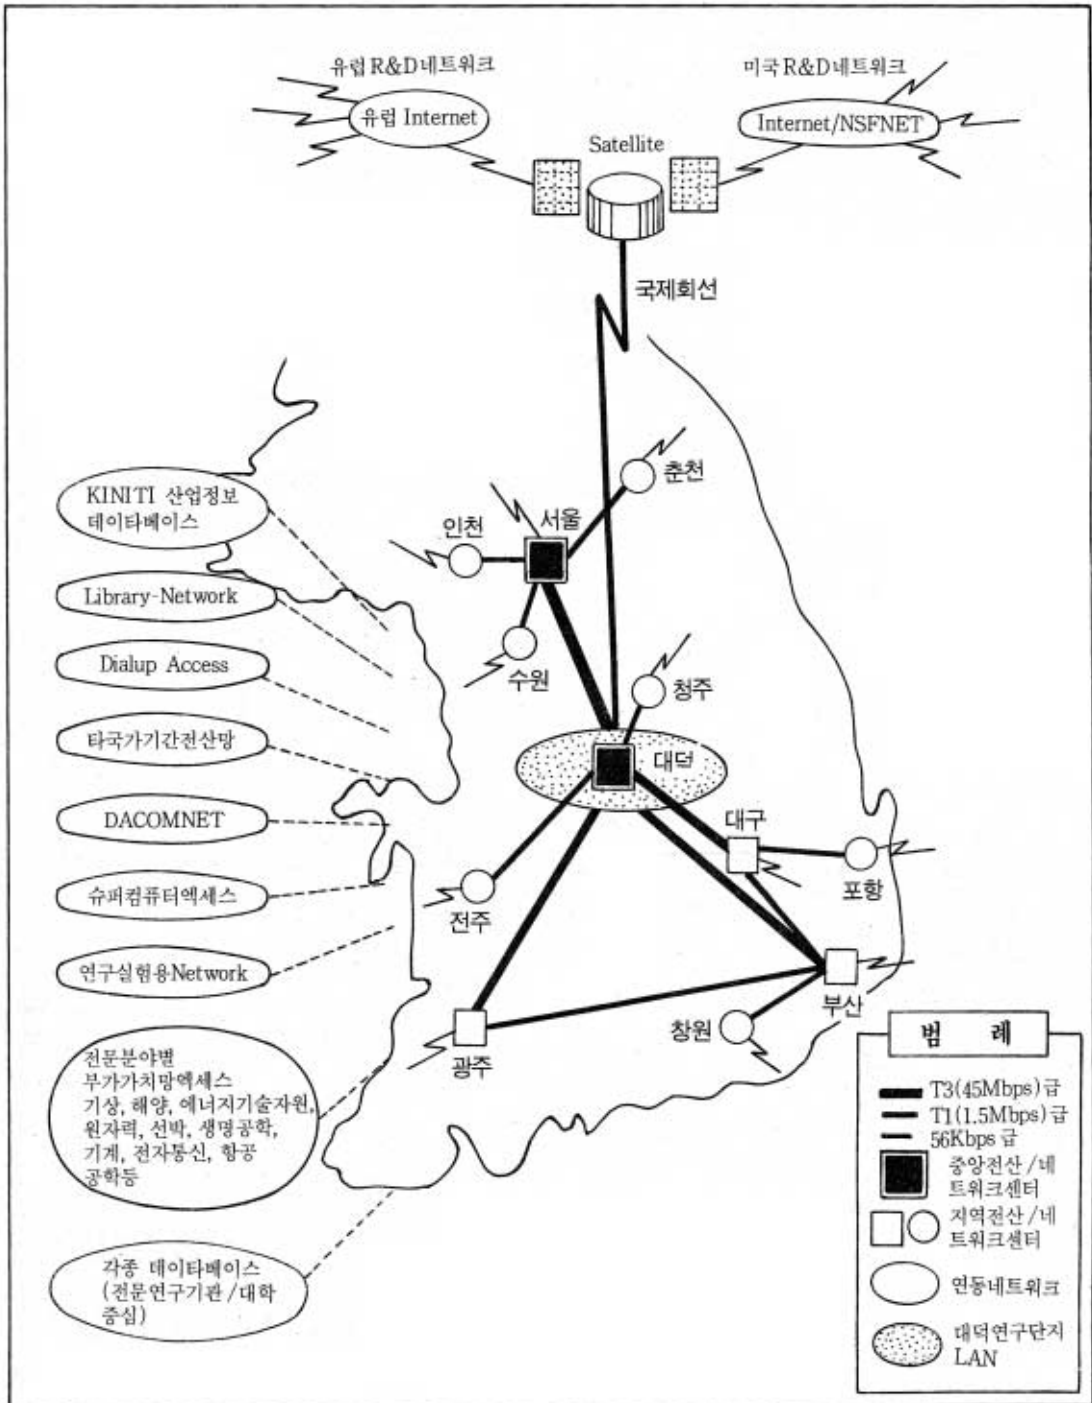 유럽 R&D네트워크
미국 R&D네트워크
유럽 Internet
Internet/NSFNET
Satellite
국제회선
춘천
인천
서울
수원
청주
대덕
대구
포항
전주
광주
창원
부산
KINITI 산업정보
데이타베이스
Library-Network
Dialup Access
타국가기간전산망
DACOMNET
슈퍼컴퓨터엑세스
연구실험용Network
전문분야별
부가가치망엑세스
기상, 해양, 에너지기술자원,
원자력, 선박, 생명공학,
기계, 전자통신, 항공
공학등
각종 데이타베이스
(전문연구기관/대학
중심)
범 례
T3(45Mbps)급
T1(1.5Mbps)급
56Kbps급
중앙전산/네
트워크센터
지역전산/네
트워크센터
연동네트워크
대덕연구단지
LAN